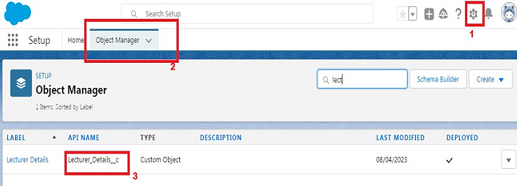 Search Setup
1
Setup Home Object Manager
2
SETUP
Object Manager
1 Items, Sorted by Label
lect
Schema Builder
Create
LABEL API NAME TYPE DESCRIPTION LAST MODIFIED DEPLOYED
Lecturer Details Lecturer_Details__c Custom Object 08/04/2023
3